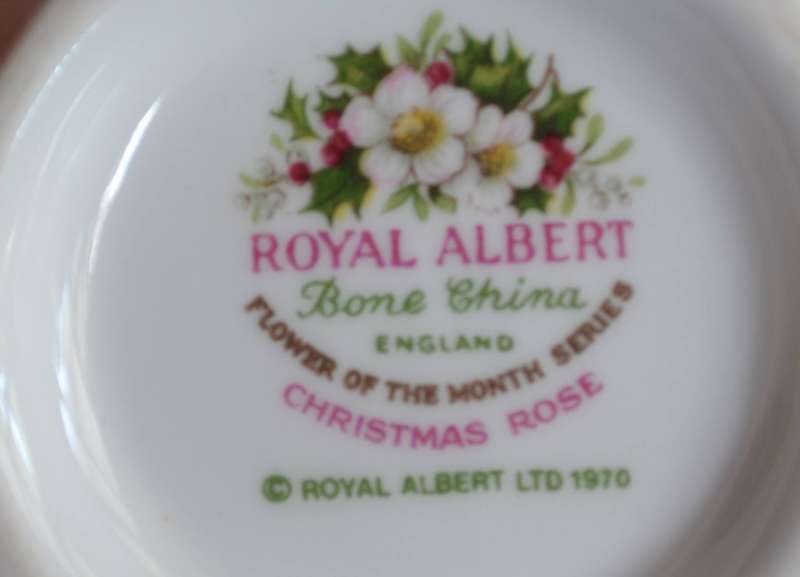 ROYAL ALBERT
Bone China
ENGLAND
FLOWER OF THE MONTH SERIES
CHRISTMAS ROSE
© ROYAL ALBERT LTD 1970